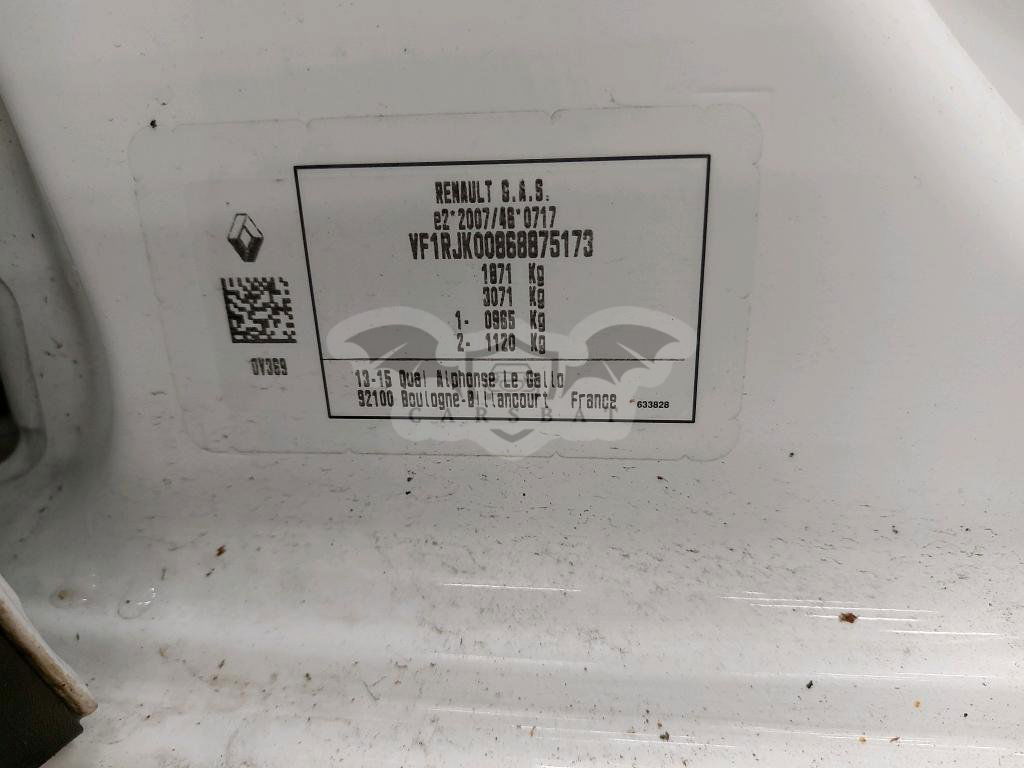 RENAULT S.A.S.
e2*2007/46*0717
VF1RJK00868875173
1871 Kg
3071 Kg
1- 0965 Kg
2- 1120 Kg
0V369
13-15 Quai Alphonse Le Gallo
92100 Boulogne-Billancourt, France
633828
CARSBAT